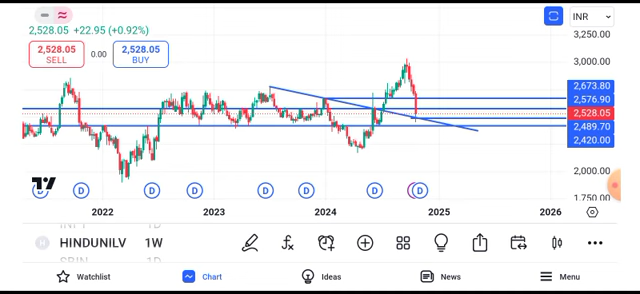 INR
2,528.05 +22.95 (+0.92%)
3,250.00
2,528.05
SELL
0.00
2,528.05
BUY
3,000.00
2,673.80
2,576.90
2,528.05
2,489.70
2,420.00
2,000.00
1,750.00
D D D D D D D D
2022 2023 2024 2025 2026
H HINDUNILV 1W
Watchlist Chart Ideas News Menu